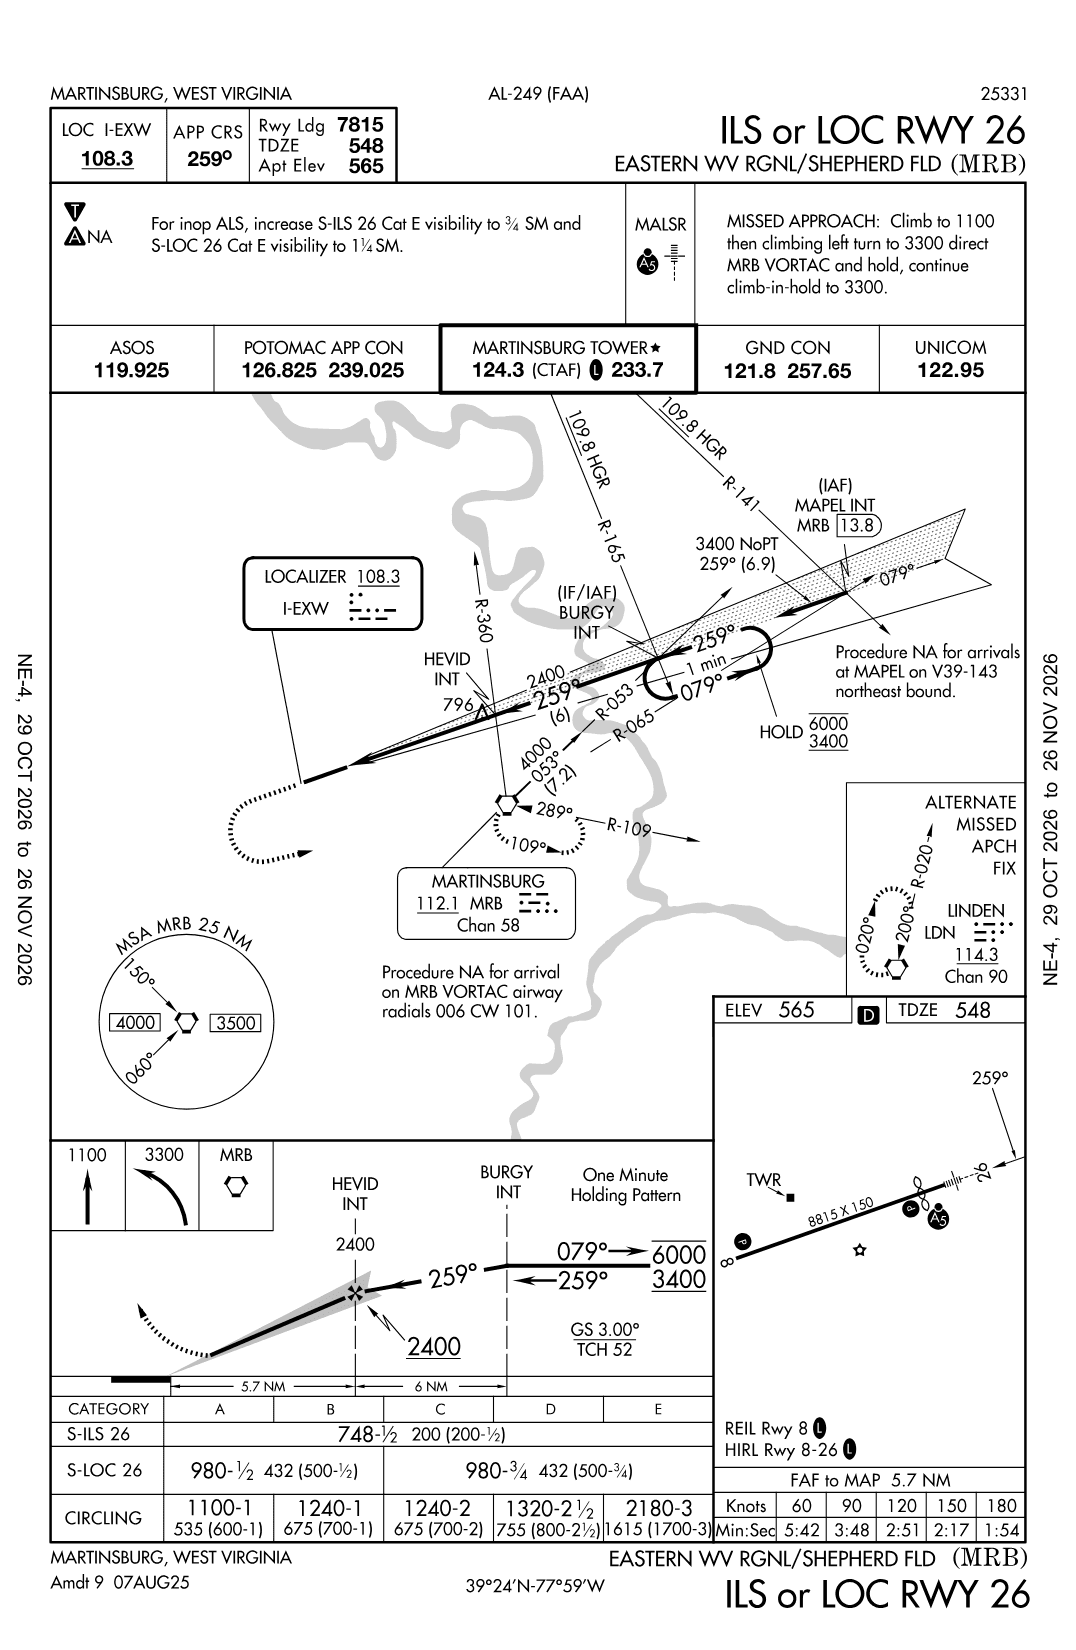 MARTINSBURG, WEST VIRGINIA
AL-249 (FAA)
25331
LOC I-EXW
108.3
APP CRS
259°
Rwy Ldg 7815
TDZE 548
Apt Elev 565
ILS or LOC RWY 26
EASTERN WV RGNL/SHEPHERD FLD (MRB)
T
A NA
For inop ALS, increase S-ILS 26 Cat E visibility to ¾ SM and
S-LOC 26 Cat E visibility to 1¼ SM.
MALSR
A5
MISSED APPROACH: Climb to 1100
then climbing left turn to 3300 direct
MRB VORTAC and hold, continue
climb-in-hold to 3300.
ASOS
119.925
POTOMAC APP CON
126.825 239.025
MARTINSBURG TOWER★
124.3 (CTAF) L 233.7
GND CON
121.8 257.65
UNICOM
122.95
109.8 HGR
R-165
109.8 HGR
R-141
(IAF)
MAPEL INT
MRB 13.8
3400 NoPT
259° (6.9)
079°
LOCALIZER 108.3
I-EXW
R-360
(IF/IAF)
BURGY
INT
259°
1 min
079°
Procedure NA for arrivals
at MAPEL on V39-143
northeast bound.
HEVID
INT
796
2400
259°
(6)
R-053
R-065
HOLD 6000
3400
4000
053°
(7.2)
289°
R-109
109°
MARTINSBURG
112.1 MRB
Chan 58
Procedure NA for arrival
on MRB VORTAC airway
radials 006 CW 101.
ALTERNATE
MISSED
APCH
FIX
R-020
020°
200°
LINDEN
LDN
114.3
Chan 90
MSA MRB 25 NM
150°
4000
3500
060°
ELEV 565
D
TDZE 548
259°
TWR
8815 X 150
26
8
P
P
A5
REIL Rwy 8 L
HIRL Rwy 8-26 L
FAF to MAP 5.7 NM
Knots 60 90 120 150 180
Min:Sec 5:42 3:48 2:51 2:17 1:54
1100
3300
MRB
HEVID
INT
2400
BURGY
INT
One Minute
Holding Pattern
079°
6000
259°
3400
259°
2400
GS 3.00°
TCH 52
5.7 NM
6 NM
CATEGORY A B C D E
S-ILS 26 748-½ 200 (200-½)
S-LOC 26 980-½ 432 (500-½) 980-¾ 432 (500-¾)
CIRCLING
1100-1
535 (600-1)
1240-1
675 (700-1)
1240-2
675 (700-2)
1320-2½
755 (800-2½)
2180-3
1615 (1700-3)
MARTINSBURG, WEST VIRGINIA
Amdt 9 07AUG25
39°24'N-77°59'W
EASTERN WV RGNL/SHEPHERD FLD (MRB)
ILS or LOC RWY 26
NE-4, 29 OCT 2026 to 26 NOV 2026
NE-4, 29 OCT 2026 to 26 NOV 2026